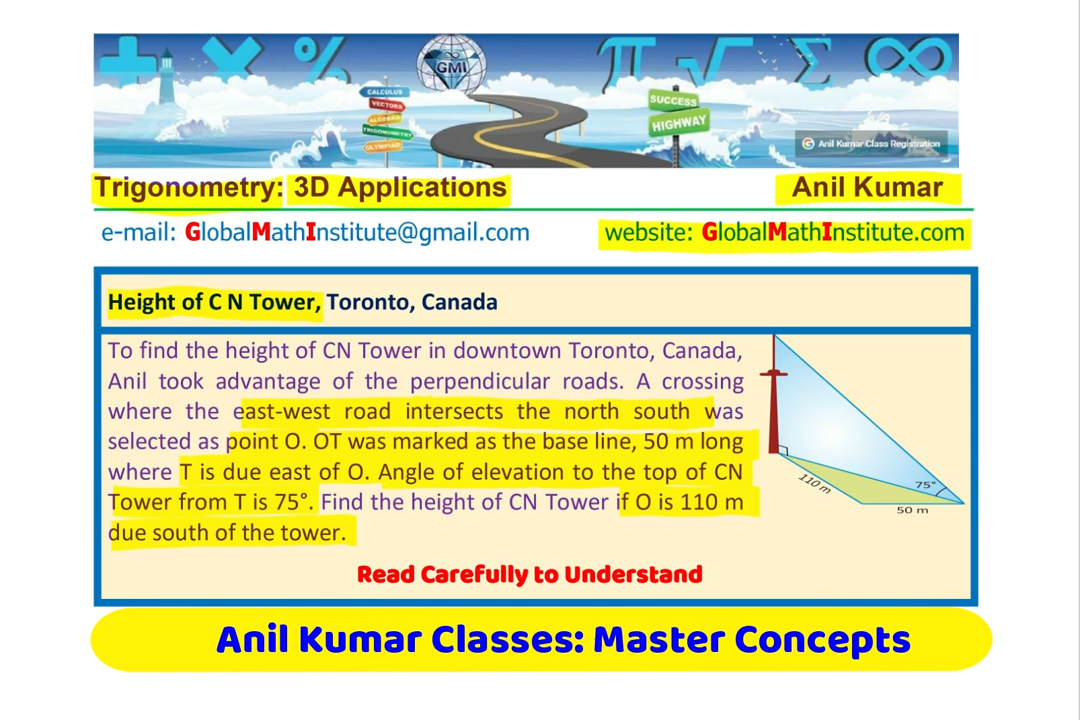 GMI
CALCULUS
VECTORS
ALGEBRA
TRIGONOMETRY
OLYMPIAD
SUCCESS
HIGHWAY
G Anil Kumar Class Registration
Trigonometry: 3D Applications
Anil Kumar
e-mail: GlobalMathInstitute@gmail.com
website: GlobalMathInstitute.com
Height of C N Tower, Toronto, Canada
To find the height of CN Tower in downtown Toronto, Canada,
Anil took advantage of the perpendicular roads. A crossing
where the east-west road intersects the north south was
selected as point O. OT was marked as the base line, 50 m long
where T is due east of O. Angle of elevation to the top of CN
Tower from T is 75°. Find the height of CN Tower if O is 110 m
due south of the tower.
75°
110 m
50 m
Read Carefully to Understand
Anil Kumar Classes: Master Concepts